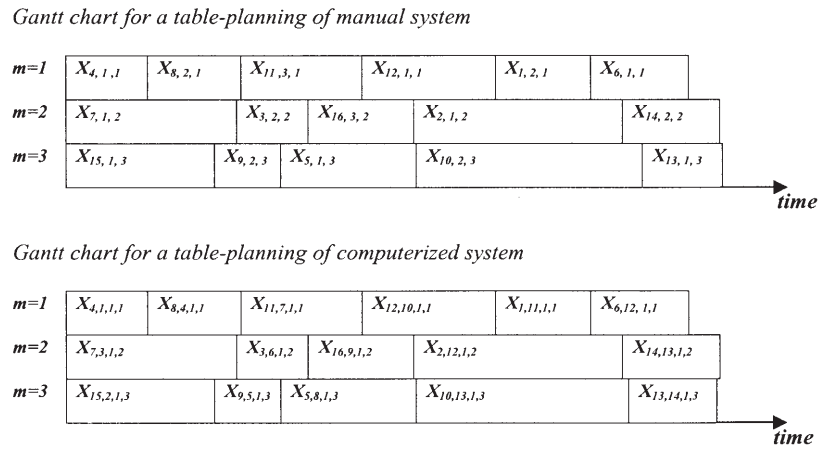 Gantt chart for a table-planning of manual system
m=1 X4, 1 ,1 X8, 2, 1 X11 ,3, 1 X12, 1, 1 X1, 2, 1 X6, 1, 1
m=2 X7, 1, 2 X3, 2, 2 X16, 3, 2 X2, 1, 2 X14, 2, 2
m=3 X15, 1, 3 X9, 2, 3 X5, 1, 3 X10, 2, 3 X13, 1, 3
time
Gantt chart for a table-planning of computerized system
m=1 X4,1,1,1 X8,4,1,1 X11,7,1,1 X12,10,1,1 X1,11,1,1 X6,12, 1,1
m=2 X7,3,1,2 X3,6,1,2 X16,9,1,2 X2,12,1,2 X14,13,1,2
m=3 X15,2,1,3 X9,5,1,3 X5,8,1,3 X10,13,1,3 X13,14,1,3
time